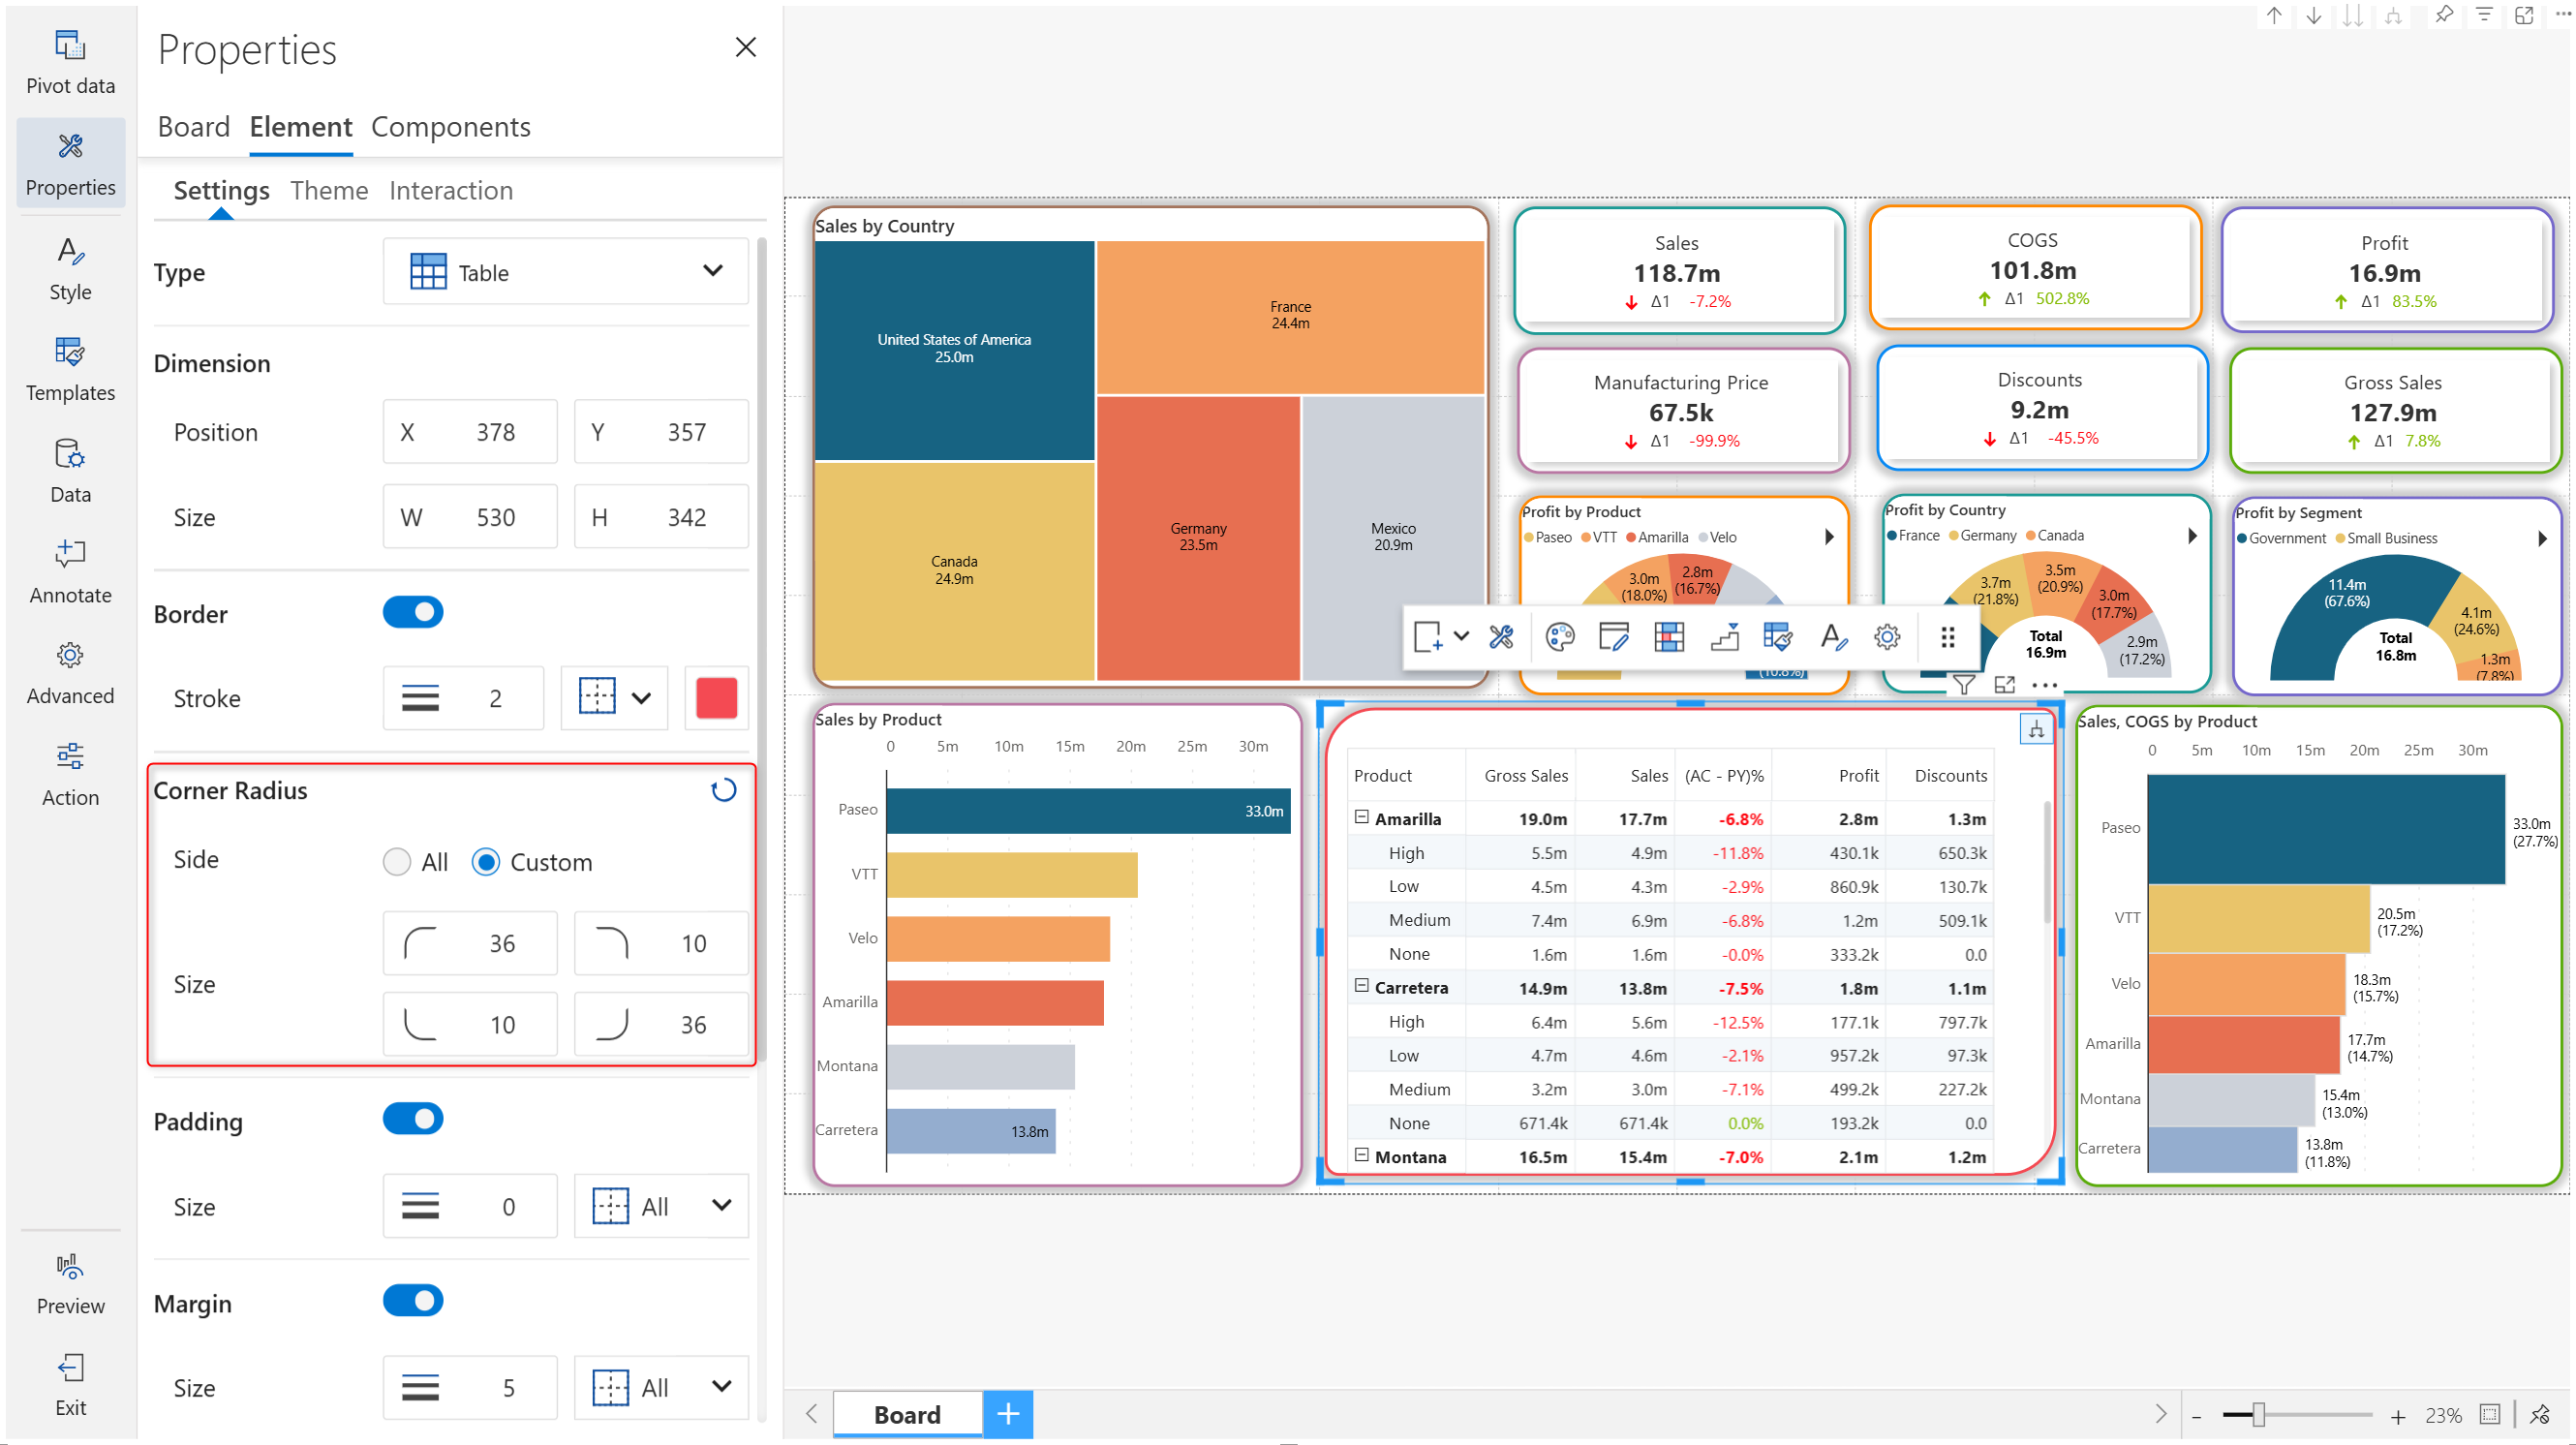 Pivot data
Properties
Style
Templates
Data
Annotate
Advanced
Action
Preview
Exit
Properties
Board Element Components
Settings Theme Interaction
Type Table
Dimension
Position X 378 Y 357
Size W 530 H 342
Border
Stroke 2
Corner Radius
Side All Custom
36 10
Size
10 36
Padding
Size 0 All
Margin
Size 5 All
Sales by Country
United States of America
25.0m
France
24.4m
Canada
24.9m
Germany
23.5m
Mexico
20.9m
Sales
118.7m
Δ1 -7.2%
COGS
101.8m
Δ1 502.8%
Profit
16.9m
Δ1 83.5%
Manufacturing Price
67.5k
Δ1 -99.9%
Discounts
9.2m
Δ1 -45.5%
Gross Sales
127.9m
Δ1 7.8%
Profit by Product
Paseo VTT Amarilla Velo
3.0m
(18.0%)
2.8m
(16.7%)
(10.6%)
Profit by Country
France Germany Canada
3.7m
(21.8%)
3.5m
(20.9%)
3.0m
(17.7%)
2.9m
(17.2%)
Total
16.9m
Profit by Segment
Government Small Business
11.4m
(67.6%)
4.1m
(24.6%)
1.3m
(7.8%)
Total
16.8m
Sales by Product
0 5m 10m 15m 20m 25m 30m
Paseo 33.0m
VTT
Velo
Amarilla
Montana
Carretera 13.8m
Product Gross Sales Sales (AC - PY)% Profit Discounts
Amarilla 19.0m 17.7m -6.8% 2.8m 1.3m
High 5.5m 4.9m -11.8% 430.1k 650.3k
Low 4.5m 4.3m -2.9% 860.9k 130.7k
Medium 7.4m 6.9m -6.8% 1.2m 509.1k
None 1.6m 1.6m -0.0% 333.2k 0.0
Carretera 14.9m 13.8m -7.5% 1.8m 1.1m
High 6.4m 5.6m -12.5% 177.1k 797.7k
Low 4.7m 4.6m -2.1% 957.2k 97.3k
Medium 3.2m 3.0m -7.1% 499.2k 227.2k
None 671.4k 671.4k 0.0% 193.2k 0.0
Montana 16.5m 15.4m -7.0% 2.1m 1.2m
Sales, COGS by Product
0 5m 10m 15m 20m 25m 30m
Paseo 33.0m
(27.7%)
VTT 20.5m
(17.2%)
Velo 18.3m
(15.7%)
Amarilla 17.7m
(14.7%)
Montana 15.4m
(13.0%)
Carretera 13.8m
(11.8%)
Board + - + 23%